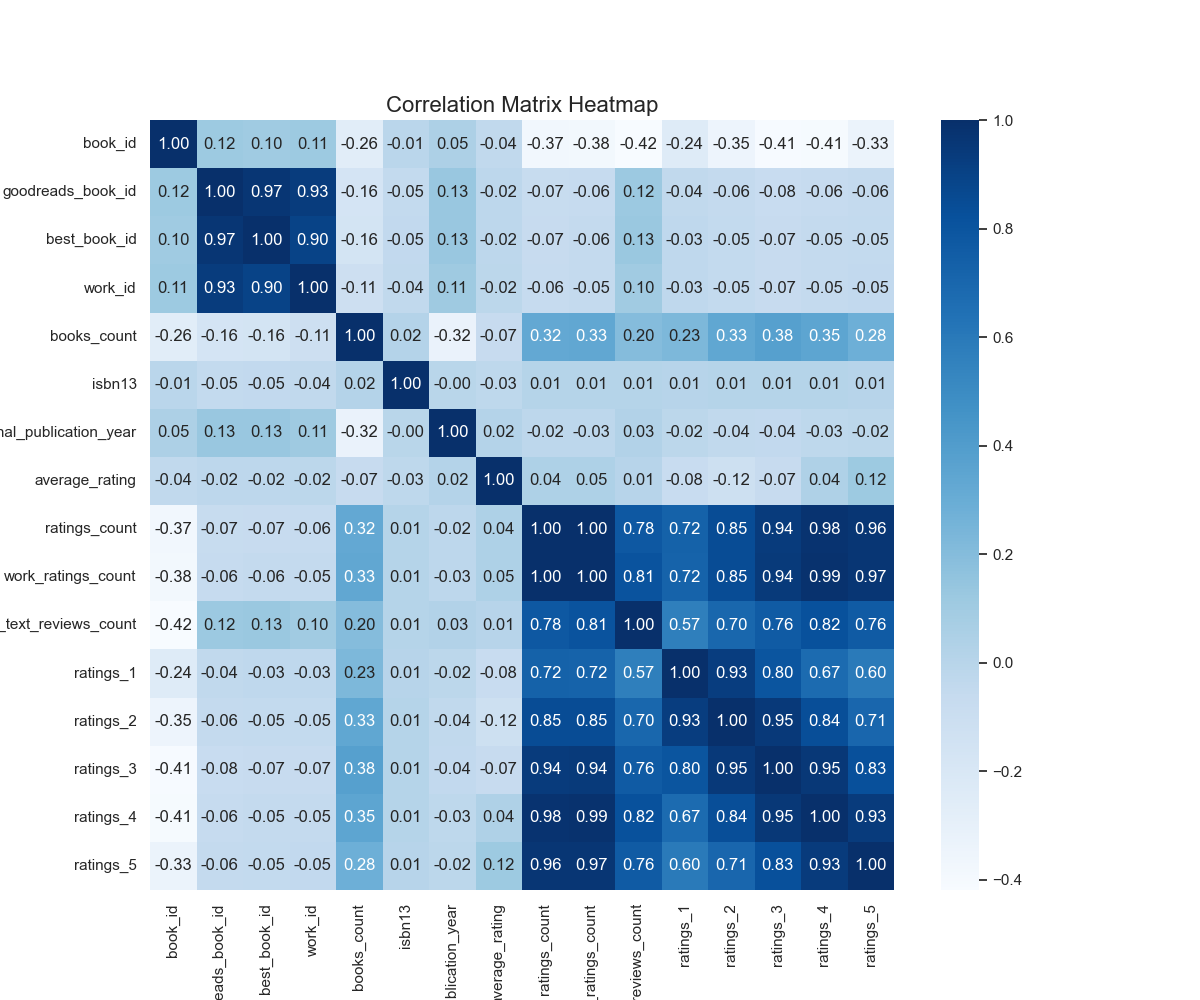 Correlation Matrix Heatmap
book_id 1.00 0.12 0.10 0.11 -0.26 -0.01 0.05 -0.04 -0.37 -0.38 -0.42 -0.24 -0.35 -0.41 -0.41 -0.33
goodreads_book_id 0.12 1.00 0.97 0.93 -0.16 -0.05 0.13 -0.02 -0.07 -0.06 0.12 -0.04 -0.06 -0.08 -0.06 -0.06
best_book_id 0.10 0.97 1.00 0.90 -0.16 -0.05 0.13 -0.02 -0.07 -0.06 0.13 -0.03 -0.05 -0.07 -0.05 -0.05
work_id 0.11 0.93 0.90 1.00 -0.11 -0.04 0.11 -0.02 -0.06 -0.05 0.10 -0.03 -0.05 -0.07 -0.05 -0.05
books_count -0.26 -0.16 -0.16 -0.11 1.00 0.02 -0.32 -0.07 0.32 0.33 0.20 0.23 0.33 0.38 0.35 0.28
isbn13 -0.01 -0.05 -0.05 -0.04 0.02 1.00 -0.00 -0.03 0.01 0.01 0.01 0.01 0.01 0.01 0.01 0.01
nal_publication_year 0.05 0.13 0.13 0.11 -0.32 -0.00 1.00 0.02 -0.02 -0.03 0.03 -0.02 -0.04 -0.04 -0.03 -0.02
average_rating -0.04 -0.02 -0.02 -0.02 -0.07 -0.03 0.02 1.00 0.04 0.05 0.01 -0.08 -0.12 -0.07 0.04 0.12
ratings_count -0.37 -0.07 -0.07 -0.06 0.32 0.01 -0.02 0.04 1.00 1.00 0.78 0.72 0.85 0.94 0.98 0.96
work_ratings_count -0.38 -0.06 -0.06 -0.05 0.33 0.01 -0.03 0.05 1.00 1.00 0.81 0.72 0.85 0.94 0.99 0.97
_text_reviews_count -0.42 0.12 0.13 0.10 0.20 0.01 0.03 0.01 0.78 0.81 1.00 0.57 0.70 0.76 0.82 0.76
ratings_1 -0.24 -0.04 -0.03 -0.03 0.23 0.01 -0.02 -0.08 0.72 0.72 0.57 1.00 0.93 0.80 0.67 0.60
ratings_2 -0.35 -0.06 -0.05 -0.05 0.33 0.01 -0.04 -0.12 0.85 0.85 0.70 0.93 1.00 0.95 0.84 0.71
ratings_3 -0.41 -0.08 -0.07 -0.07 0.38 0.01 -0.04 -0.07 0.94 0.94 0.76 0.80 0.95 1.00 0.95 0.83
ratings_4 -0.41 -0.06 -0.05 -0.05 0.35 0.01 -0.03 0.04 0.98 0.99 0.82 0.67 0.84 0.95 1.00 0.93
ratings_5 -0.33 -0.06 -0.05 -0.05 0.28 0.01 -0.02 0.12 0.96 0.97 0.76 0.60 0.71 0.83 0.93 1.00
book_id
eads_book_id
best_book_id
work_id
books_count
isbn13
blication_year
verage_rating
ratings_count
_ratings_count
reviews_count
ratings_1
ratings_2
ratings_3
ratings_4
ratings_5
1.0
0.8
0.6
0.4
0.2
0.0
−0.2
−0.4